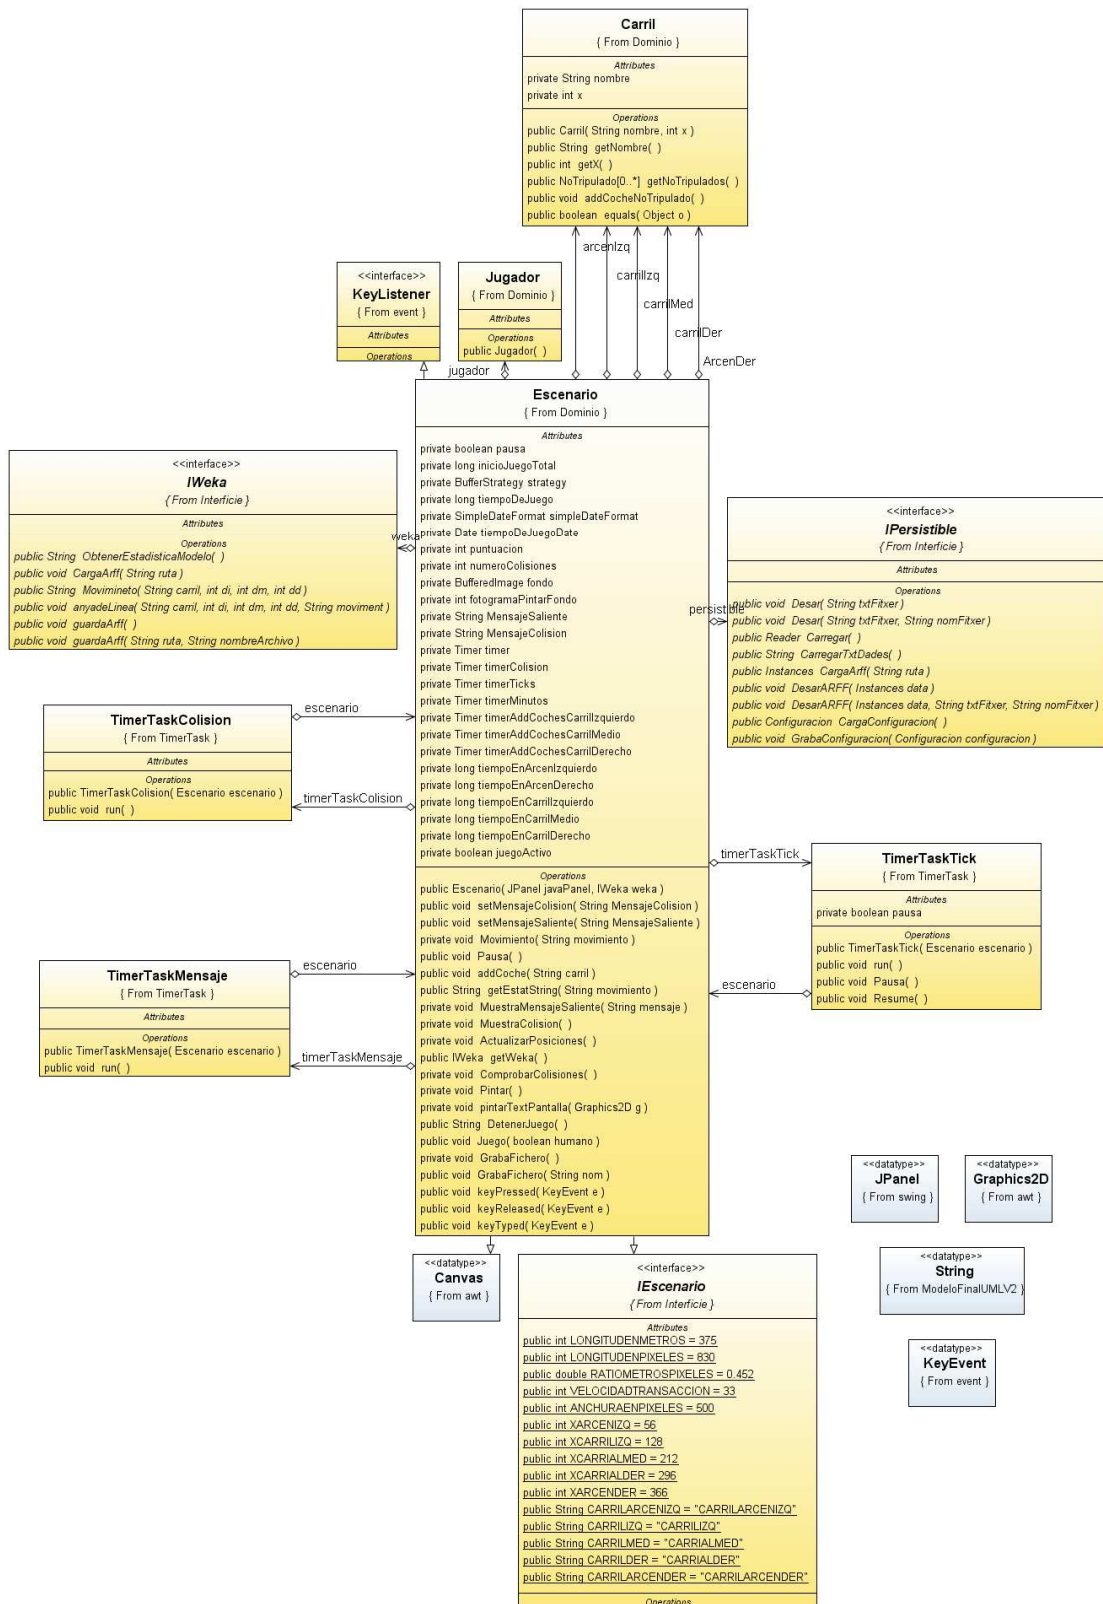 Carril
{ From Dominio }
Attributes
private String nombre
private int x
Operations
public Carril( String nombre, int x )
public String getNombre( )
public int getX( )
public NoTripulado[0..*] getNoTripulados( )
public void addCocheNoTripulado( )
public boolean equals( Object o )
arcenIzq
carrilIzq
carrilMed
carrilDer
ArcenDer
<<interface>>
KeyListener
{ From event }
Attributes
Operations
Jugador
{ From Dominio }
Attributes
Operations
public Jugador( )
jugador
Escenario
{ From Dominio }
Attributes
private boolean pausa
private long inicioJuegoTotal
private BufferStrategy strategy
private long tiempoDeJuego
private SimpleDateFormat simpleDateFormat
private Date tiempoDeJuegoDate
private int puntuacion
private int numeroColisiones
private BufferedImage fondo
private int fotogramaPintarFondo
private String MensajeSaliente
private String MensajeColision
private Timer timer
private Timer timerColision
private Timer timerTicks
private Timer timerMinutos
private Timer timerAddCochesCarrilIzquierdo
private Timer timerAddCochesCarrilMedio
private Timer timerAddCochesCarrilDerecho
private long tiempoEnArcenIzquierdo
private long tiempoEnArcenDerecho
private long tiempoEnCarrilIzquierdo
private long tiempoEnCarrilMedio
private long tiempoEnCarrilDerecho
private boolean juegoActivo
Operations
public Escenario( JPanel javaPanel, IWeka weka )
public void setMensajeColision( String MensajeColision )
public void setMensajeSaliente( String MensajeSaliente )
private void Movimiento( String movimiento )
public void Pausa( )
public void addCoche( String carril )
public String getEstatString( String movimiento )
private void MuestraMensajeSaliente( String mensaje )
private void MuestraColision( )
private void ActualizarPosiciones( )
public IWeka getWeka( )
private void ComprobarColisiones( )
private void Pintar( )
private void pintarTextPantalla( Graphics2D g )
public String DetenerJuego( )
public void Juego( boolean humano )
private void GrabaFichero( )
public void GrabaFichero( String nom )
public void keyPressed( KeyEvent e )
public void keyReleased( KeyEvent e )
public void keyTyped( KeyEvent e )
<<interface>>
IWeka
{ From Interficie }
Attributes
Operations
public String ObtenerEstadisticaModelo( )
public void CargaArff( String ruta )
public String Movimineto( String carril, int di, int dm, int dd )
public void anyadeLinea( String carril, int di, int dm, int dd, String moviment )
public void guardaArff( )
public void guardaArff( String ruta, String nombreArchivo )
weka
<<interface>>
IPersistible
{ From Interficie }
Attributes
Operations
public void Desar( String txtFitxer )
public void Desar( String txtFitxer, String nomFitxer )
public Reader Carregar( )
public String CarregarTxtDades( )
public Instances CargaArff( String ruta )
public void DesarARFF( Instances data )
public void DesarARFF( Instances data, String txtFitxer, String nomFitxer )
public Configuracion CargaConfiguracion( )
public void GrabaConfiguracion( Configuracion configuracion )
persistible
TimerTaskColision
{ From TimerTask }
Attributes
Operations
public TimerTaskColision( Escenario escenario )
public void run( )
escenario
timerTaskColision
TimerTaskTick
{ From TimerTask }
Attributes
private boolean pausa
Operations
public TimerTaskTick( Escenario escenario )
public void run( )
public void Pausa( )
public void Resume( )
timerTaskTick
escenario
TimerTaskMensaje
{ From TimerTask }
Attributes
Operations
public TimerTaskMensaje( Escenario escenario )
public void run( )
escenario
timerTaskMensaje
<<datatype>>
JPanel
{ From swing }
<<datatype>>
Graphics2D
{ From awt }
<<datatype>>
String
{ From ModeloFinalUMLV2 }
<<datatype>>
KeyEvent
{ From event }
<<datatype>>
Canvas
{ From awt }
<<interface>>
IEscenario
{ From Interficie }
Attributes
public int LONGITUDENMETROS = 375
public int LONGITUDENPIXELES = 830
public double RATIOMETROSPIXELES = 0.452
public int VELOCIDADTRANSACCION = 33
public int ANCHURAENPIXELES = 500
public int XARCENIZQ = 56
public int XCARRILIZQ = 128
public int XCARRIALMED = 212
public int XCARRIALDER = 296
public int XARCENDER = 366
public String CARRILARCENIZQ = "CARRILARCENIZQ"
public String CARRILIZQ = "CARRILIZQ"
public String CARRILMED = "CARRIALMED"
public String CARRILDER = "CARRIALDER"
public String CARRILARCENDER = "CARRILARCENDER"
Operations